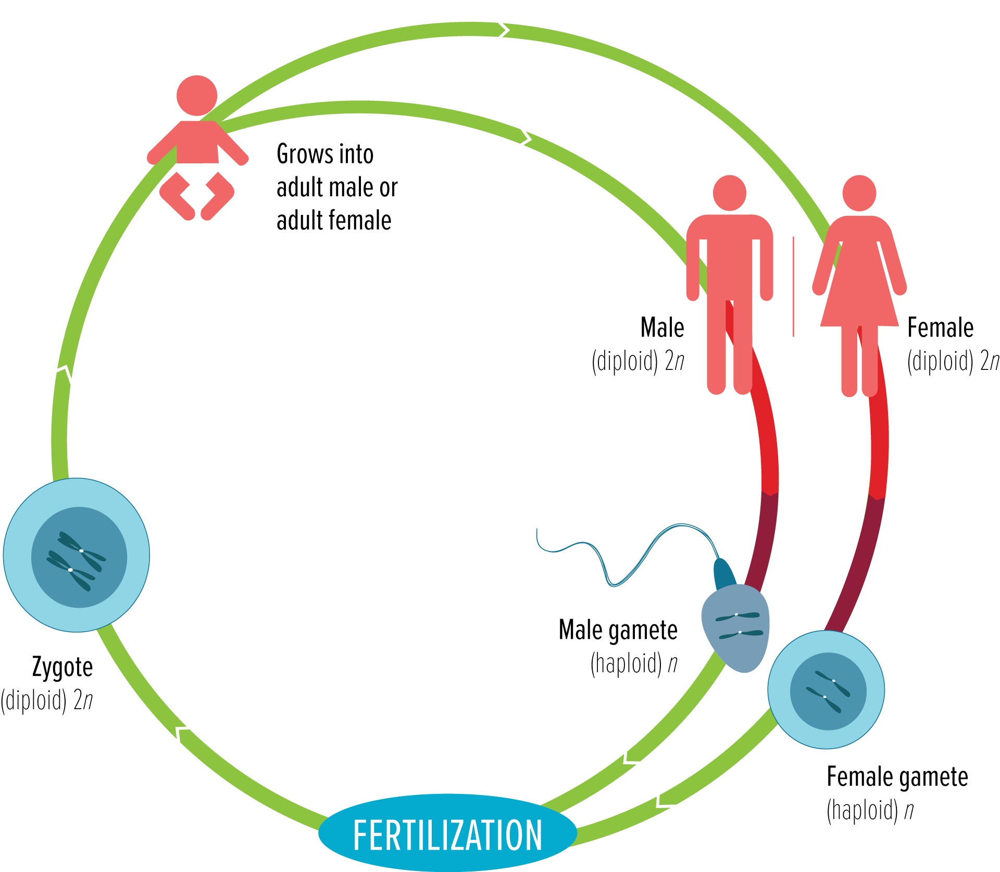 Grows into
adult male or
adult female
Male
(diploid) 2n
Female
(diploid) 2n
Male gamete
(haploid) n
Zygote
(diploid) 2n
Female gamete
(haploid) n
FERTILIZATION